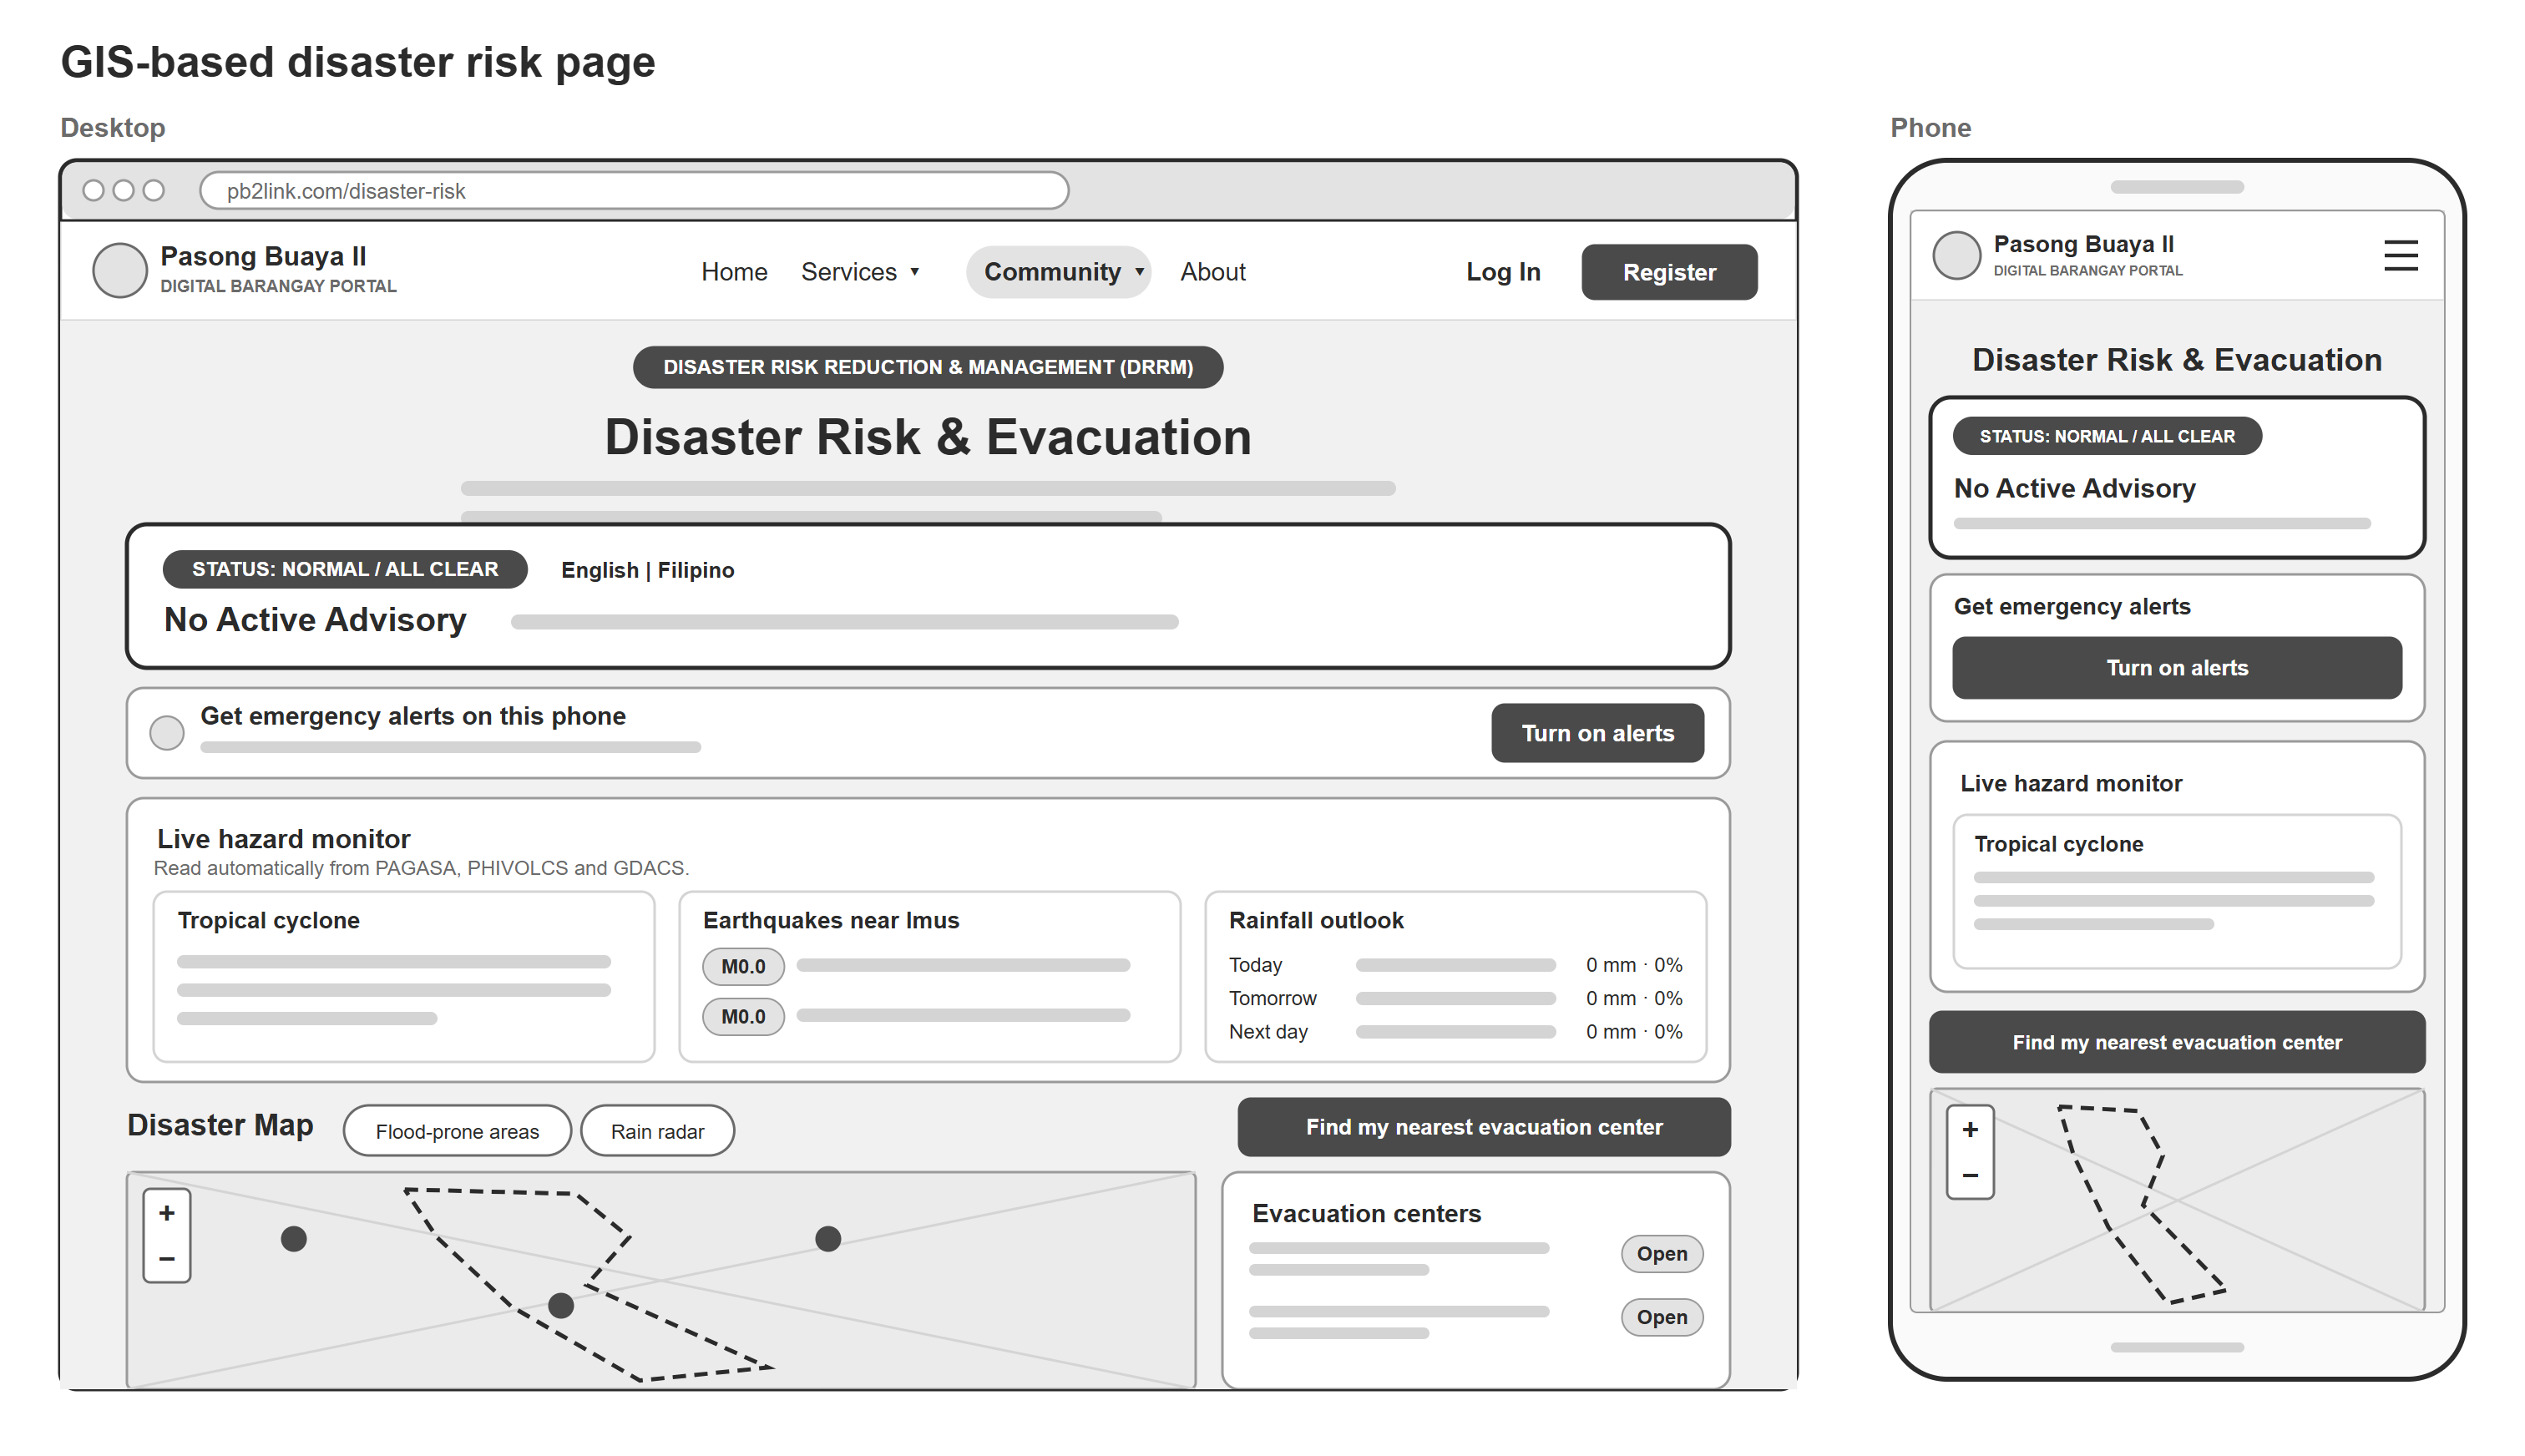 GIS-based disaster risk page
Desktop
pb2link.com/disaster-risk
Pasong Buaya II
DIGITAL BARANGAY PORTAL
Home Services ▼ Community ▼ About Log In Register
DISASTER RISK REDUCTION & MANAGEMENT (DRRM)
Disaster Risk & Evacuation
STATUS: NORMAL / ALL CLEAR English | Filipino
No Active Advisory
Get emergency alerts on this phone
Turn on alerts
Live hazard monitor
Read automatically from PAGASA, PHIVOLCS and GDACS.
Tropical cyclone
Earthquakes near Imus
M0.0
M0.0
Rainfall outlook
Today 0 mm · 0%
Tomorrow 0 mm · 0%
Next day 0 mm · 0%
Disaster Map Flood-prone areas Rain radar Find my nearest evacuation center
+
−
Evacuation centers
Open
Open
Phone
Pasong Buaya II
DIGITAL BARANGAY PORTAL
Disaster Risk & Evacuation
STATUS: NORMAL / ALL CLEAR
No Active Advisory
Get emergency alerts
Turn on alerts
Live hazard monitor
Tropical cyclone
Find my nearest evacuation center
+
−